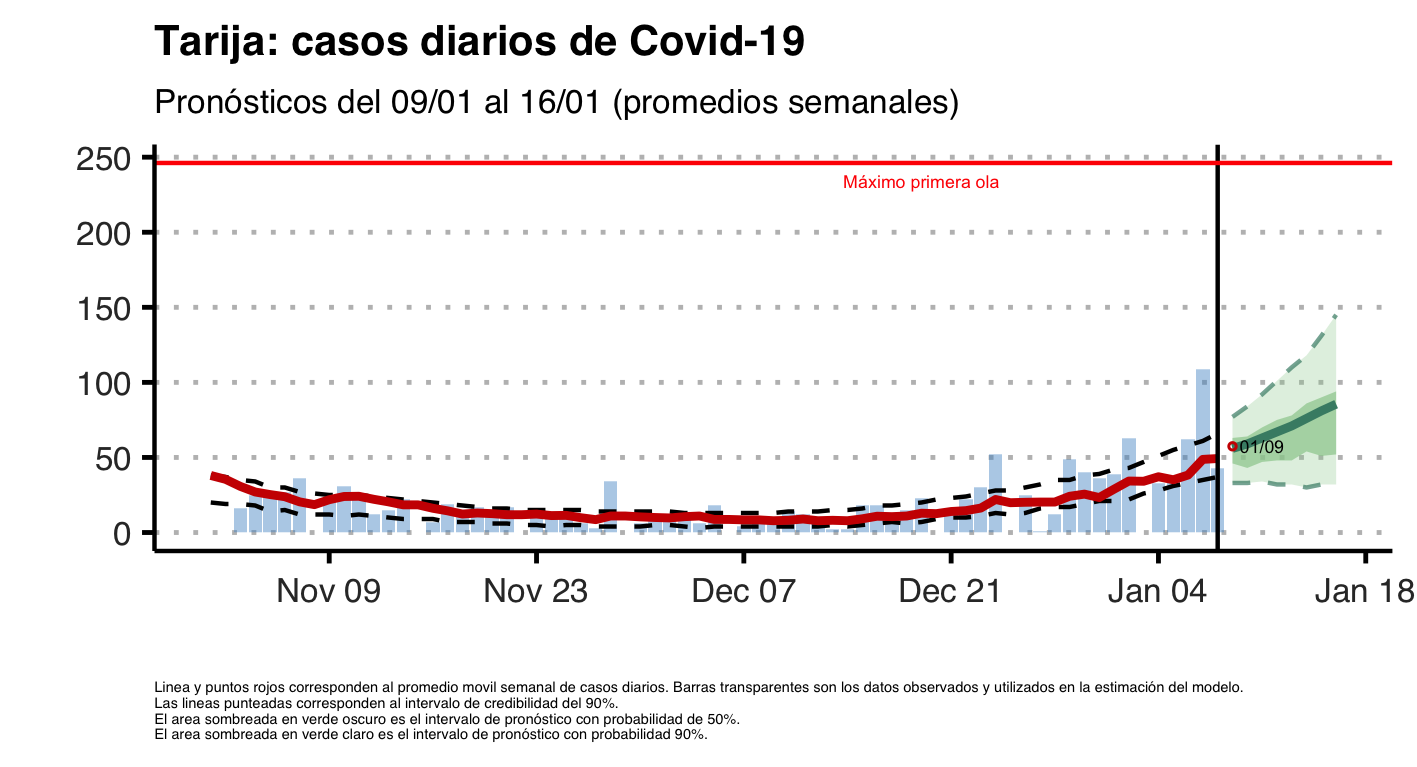 Tarija: casos diarios de Covid-19
Pronósticos del 09/01 al 16/01 (promedios semanales)
250
Máximo primera ola
200
150
100
50
01/09
0
Nov 09 Nov 23 Dec 07 Dec 21 Jan 04 Jan 18
Linea y puntos rojos corresponden al promedio movil semanal de casos diarios. Barras transparentes son los datos observados y utilizados en la estimación del modelo.
Las lineas punteadas corresponden al intervalo de credibilidad del 90%.
El area sombreada en verde oscuro es el intervalo de pronóstico con probabilidad de 50%.
El area sombreada en verde claro es el intervalo de pronóstico con probabilidad 90%.